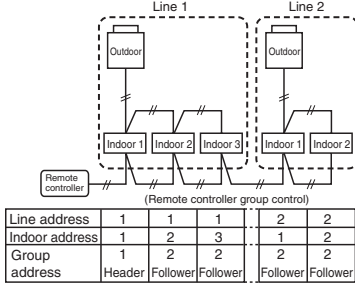 Line 1 Line 2
Outdoor Outdoor
Indoor 1 Indoor 2 Indoor 3 Indoor 1 Indoor 2
Remote
controller
(Remote controller group control)
Line address 1 1 1 2 2
Indoor address 1 2 3 1 2
Group 1 2 2 2 2
address Header Follower Follower Follower Follower